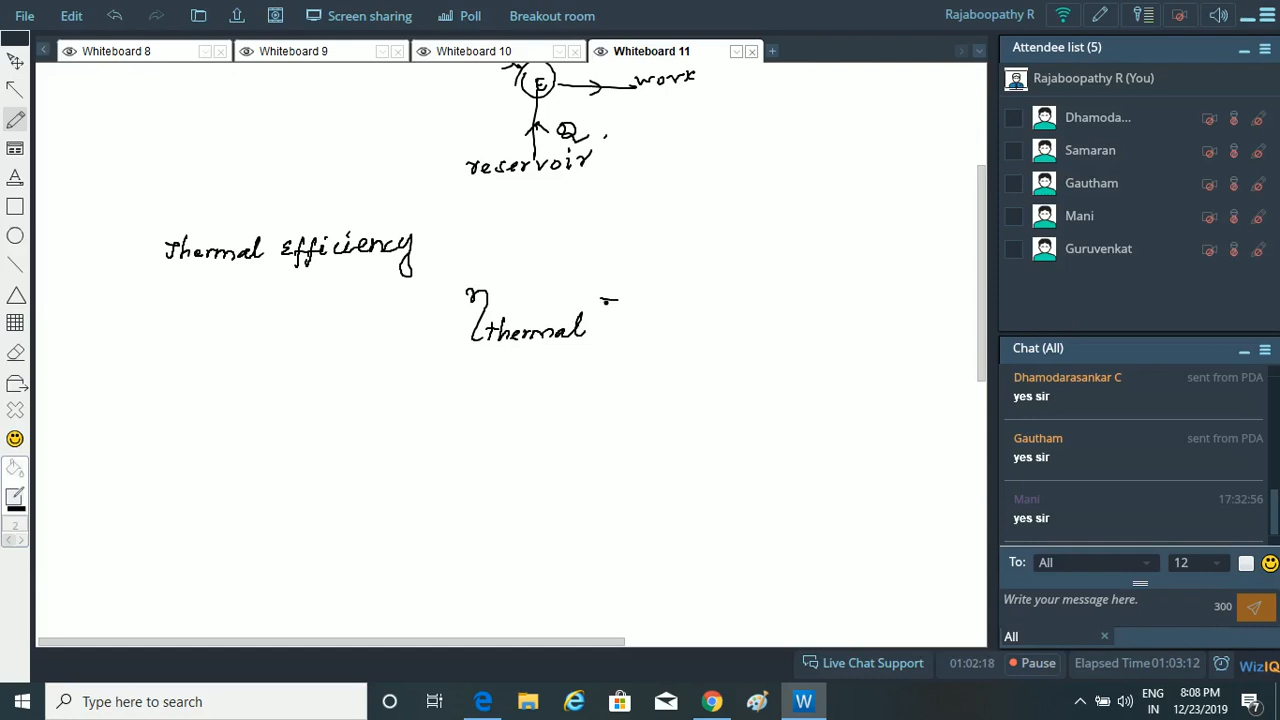 File Edit Screen sharing Poll Breakout room Rajaboopathy R
Whiteboard 8 Whiteboard 9 Whiteboard 10 Whiteboard 11
Attendee list (5)
Rajaboopathy R (You)
Dhamoda...
Samaran
Gautham
Mani
Guruvenkat
E work
Q
reservoir
Thermal Efficiency
η thermal =
2
Chat (All)
Dhamodarasankar C sent from PDA
yes sir
Gautham sent from PDA
yes sir
Mani 17:32:56
yes sir
To: All 12
Write your message here. 300
All
Live Chat Support 01:02:18 Pause Elapsed Time 01:03:12 WizIQ
Type here to search
ENG 8:08 PM
IN 12/23/2019 7